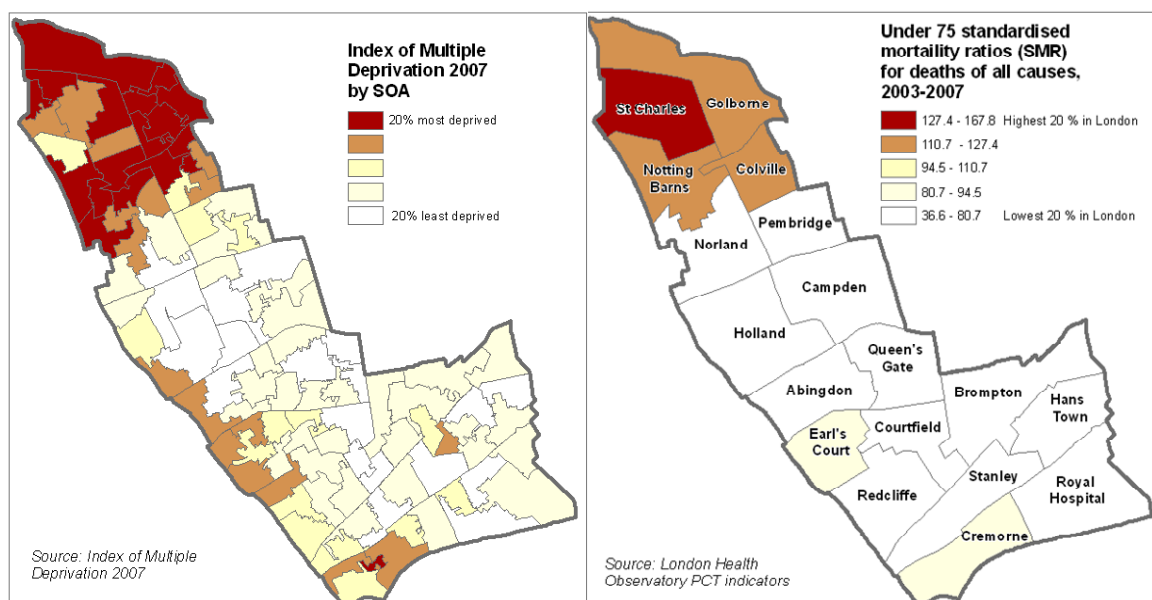 Index of Multiple
Deprivation 2007
by SOA
20% most deprived
20% least deprived
Source: Index of Multiple
Deprivation 2007
Under 75 standardised
mortaility ratios (SMR)
for deaths of all causes,
2003-2007
127.4 - 167.8 Highest 20 % in London
110.7 - 127.4
94.5 - 110.7
80.7 - 94.5
36.6 - 80.7 Lowest 20 % in London
St Charles
Golborne
Notting
Barns
Colville
Pembridge
Norland
Campden
Holland
Queen's
Gate
Abingdon
Brompton
Hans
Town
Earl's
Court
Courtfield
Stanley
Redcliffe
Royal
Hospital
Cremorne
Source: London Health
Observatory PCT indicators